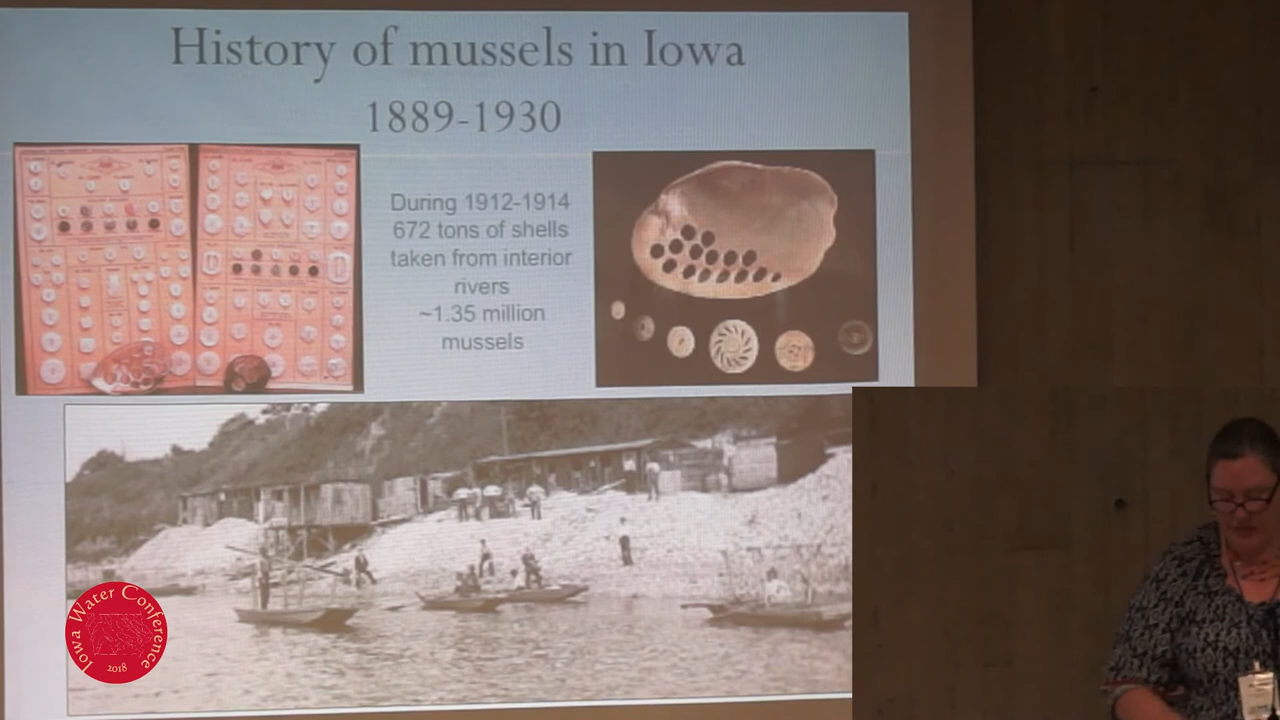 History of mussels in Iowa
1889-1930
During 1912-1914
672 tons of shells
taken from interior
rivers
~1.35 million
mussels
Iowa Water Conference
2018